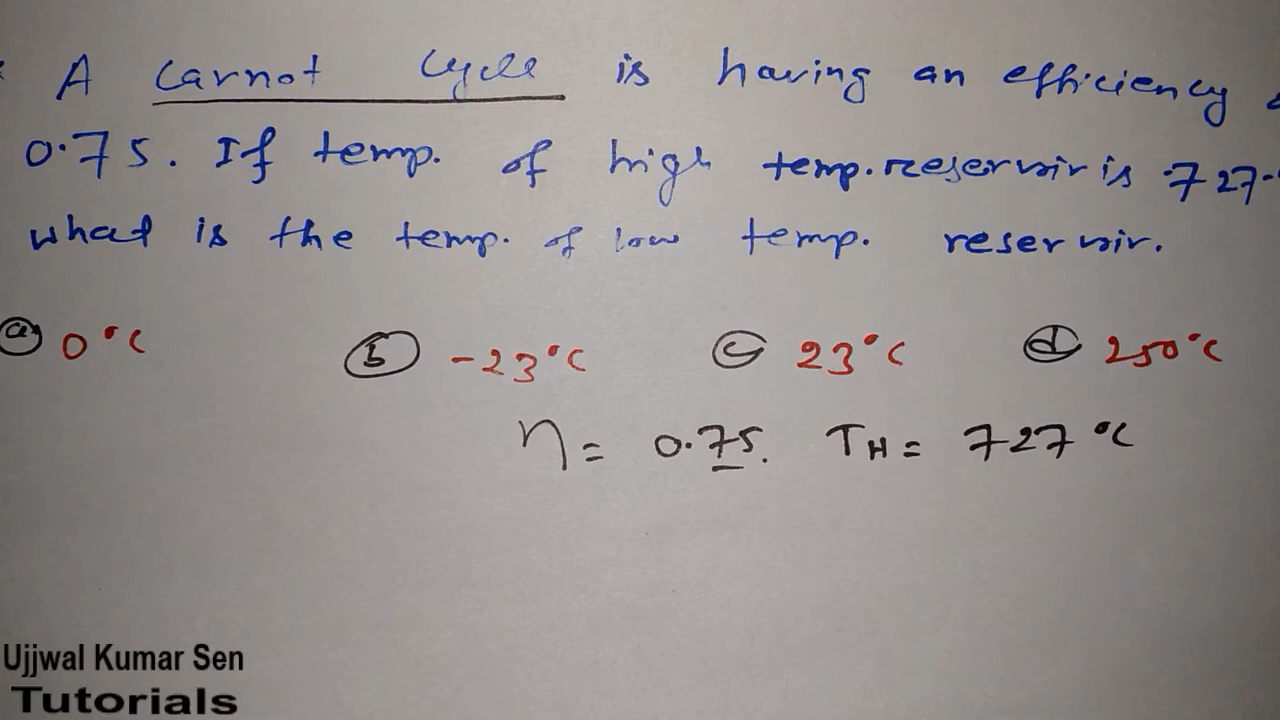 A Carnot Cycle is having an efficiency
0.75. If temp. of high temp. reservoir is 727
what is the temp. of low temp. reservoir.
(a) 0°C (b) -23°C (c) 23°C (d) 250°C
η = 0.75. TH = 727°C
Ujjwal Kumar Sen
Tutorials